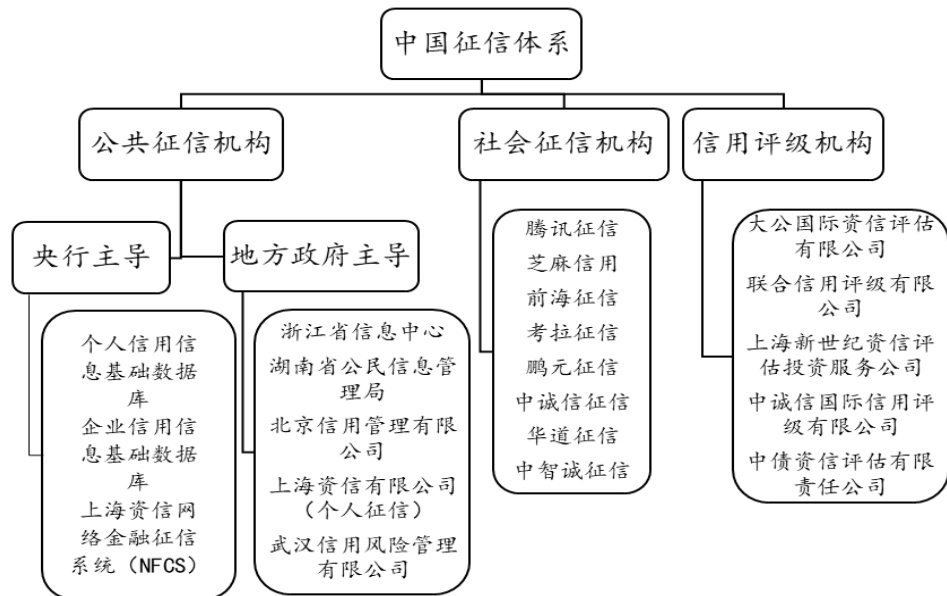 中国征信体系
公共征信机构
社会征信机构
信用评级机构
央行主导
地方政府主导
个人信用信
息基础数据
库
企业信用信
息基础数据
库
上海资信网
络金融征信
系统（NFCS）
浙江省信息中心
湖南省公民信息管
理局
北京信用管理有限
公司
上海资信有限公司
（个人征信）
武汉信用风险管理
有限公司
腾讯征信
芝麻信用
前海征信
考拉征信
鹏元征信
中诚信征信
华道征信
中智诚征信
大公国际资信评估
有限公司
联合信用评级有限
公司
上海新世纪资信评
估投资服务公司
中诚信国际信用评
级有限公司
中债资信评估有限
责任公司